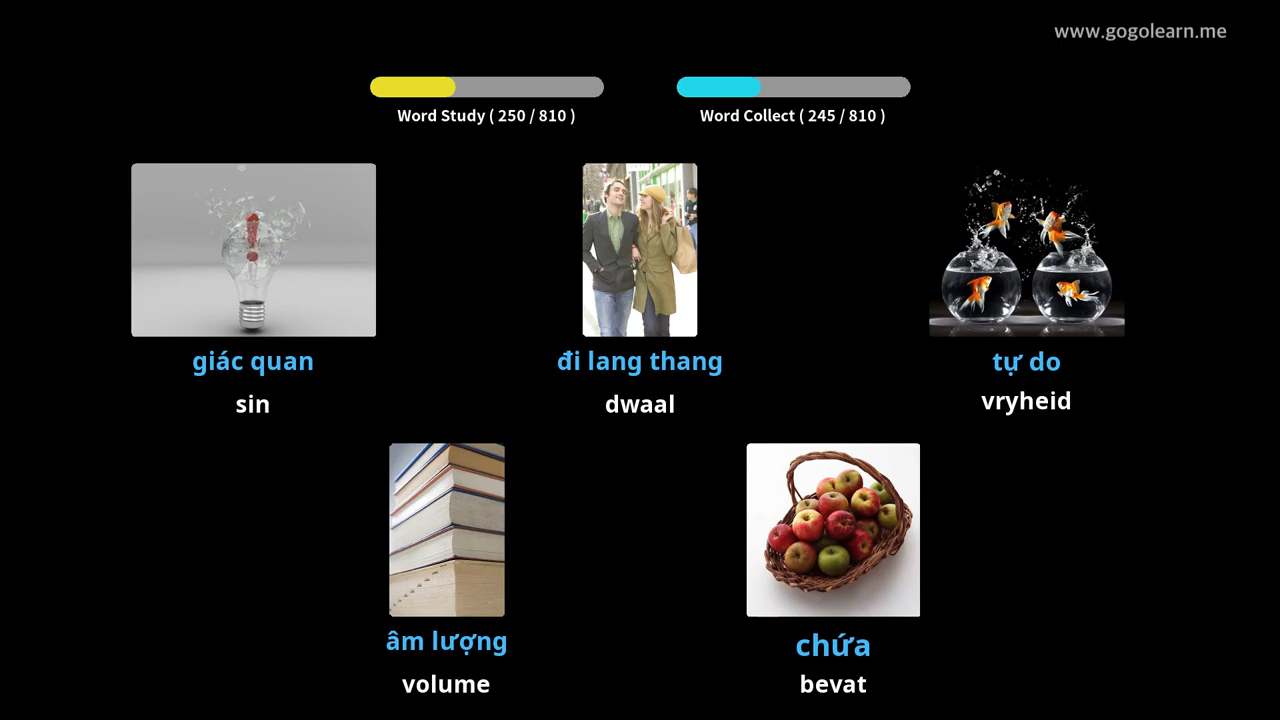 www.gogolearn.me
Word Study ( 250 / 810 )
Word Collect ( 245 / 810 )
giác quan
sin
đi lang thang
dwaal
tự do
vryheid
âm lượng
volume
chứa
bevat